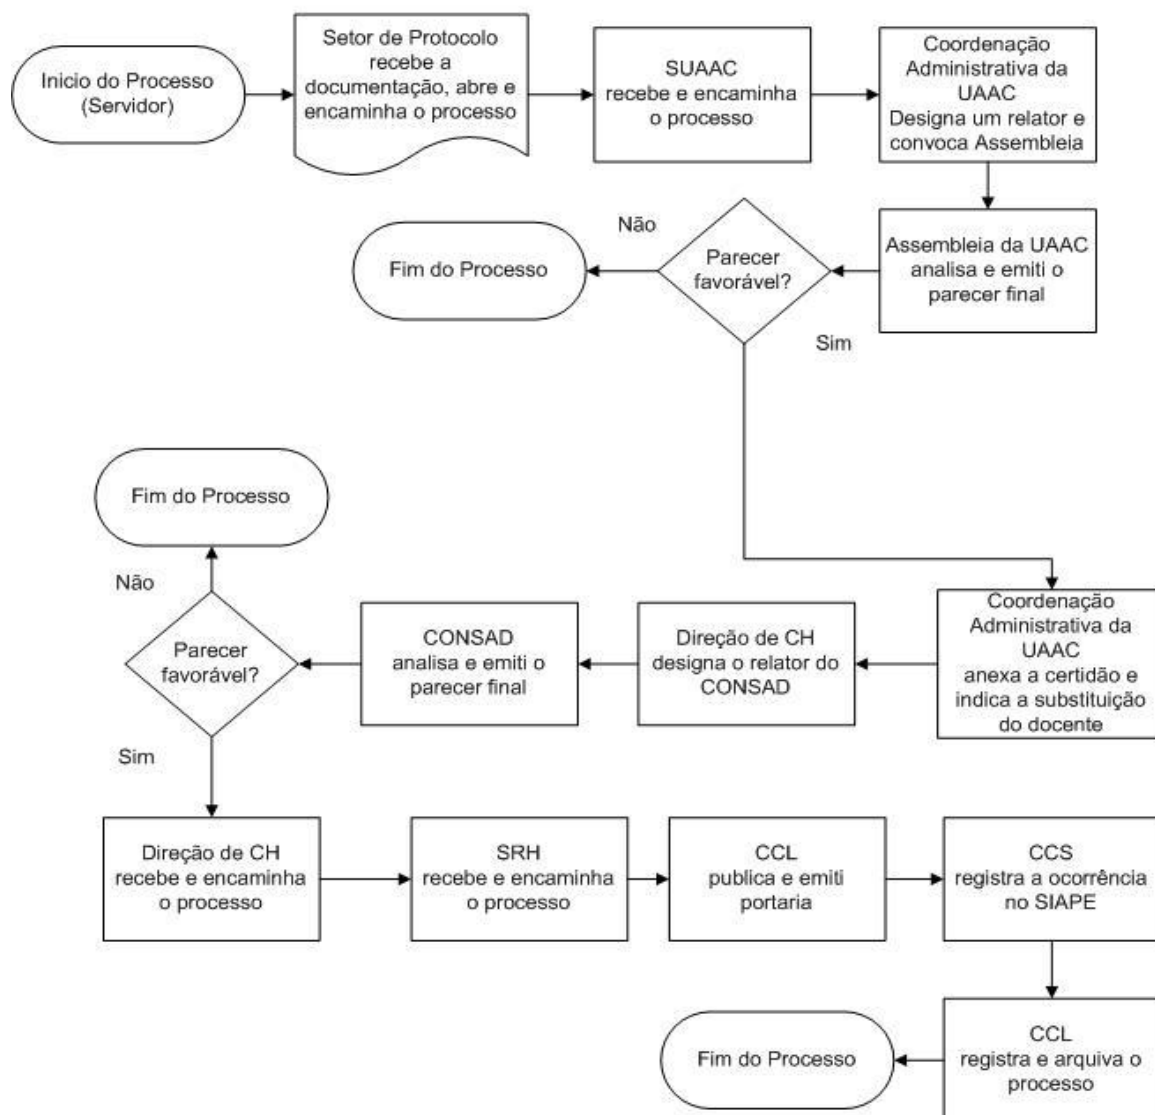 Inicio do Processo
(Servidor)
Setor de Protocolo
recebe a
documentação, abre e
encaminha o processo
SUAAC
recebe e encaminha
o processo
Coordenação
Administrativa da
UAAC
Designa um relator e
convoca Assembleia
Assembleia da UAAC
analisa e emiti o
parecer final
Parecer
favorável?
Não
Fim do Processo
Sim
Coordenação
Administrativa da
UAAC
anexa a certidão e
indica a substituição
do docente
Direção de CH
designa o relator do
CONSAD
CONSAD
analisa e emiti o
parecer final
Parecer
favorável?
Não
Fim do Processo
Sim
Direção de CH
recebe e encaminha
o processo
SRH
recebe e encaminha
o processo
CCL
publica e emiti
portaria
CCS
registra a ocorrência
no SIAPE
CCL
registra e arquiva o
processo
Fim do Processo